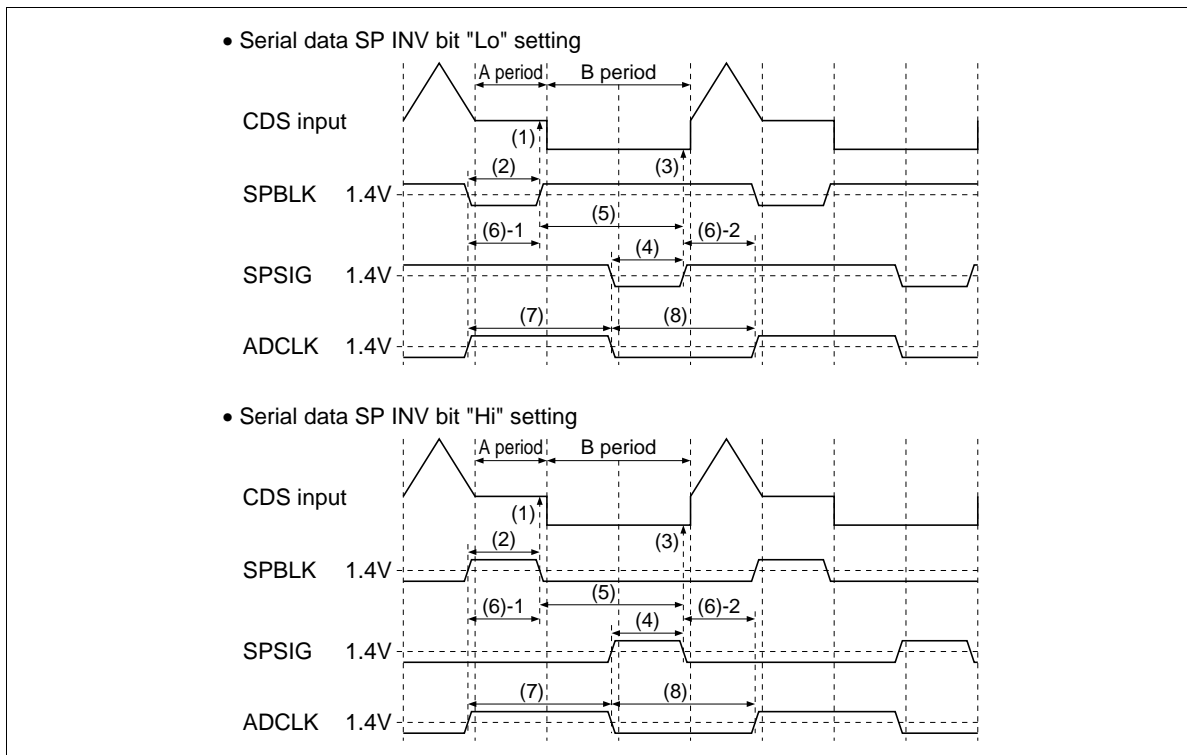 • Serial data SP INV bit "Lo" setting
A period B period
CDS input
(1)
(2) (3)
SPBLK 1.4V
(6)-1 (5) (6)-2
(4)
SPSIG 1.4V
(7) (8)
ADCLK 1.4V
• Serial data SP INV bit "Hi" setting
A period B period
CDS input
(1)
(2) (3)
SPBLK 1.4V
(6)-1 (5) (6)-2
(4)
SPSIG 1.4V
(7) (8)
ADCLK 1.4V